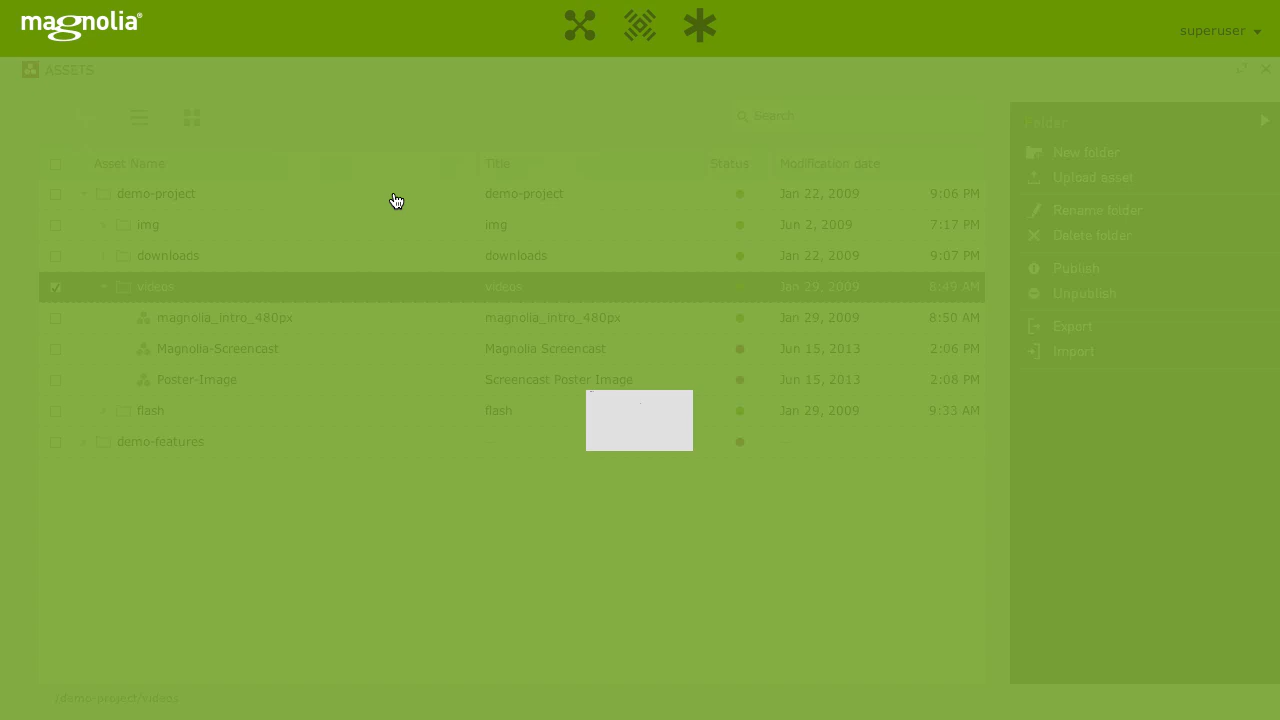 magnolia®
superuser
ASSETS
Search
Asset Name Title Status Modification date
demo-project demo-project Jan 22, 2009 9:06 PM
img img Jun 2, 2009 7:17 PM
downloads downloads Jan 22, 2009 9:07 PM
videos videos Jan 29, 2009 8:49 AM
magnolia_intro_480px magnolia_intro_480px Jan 29, 2009 8:50 AM
Magnolia-Screencast Magnolia Screencast Jun 15, 2013 2:06 PM
Poster-Image Screencast Poster Image Jun 15, 2013 2:08 PM
flash flash Jan 29, 2009 9:33 AM
demo-features
Folder
New folder
Upload asset
Rename folder
Delete folder
Publish
Unpublish
Export
Import
/demo-project/videos